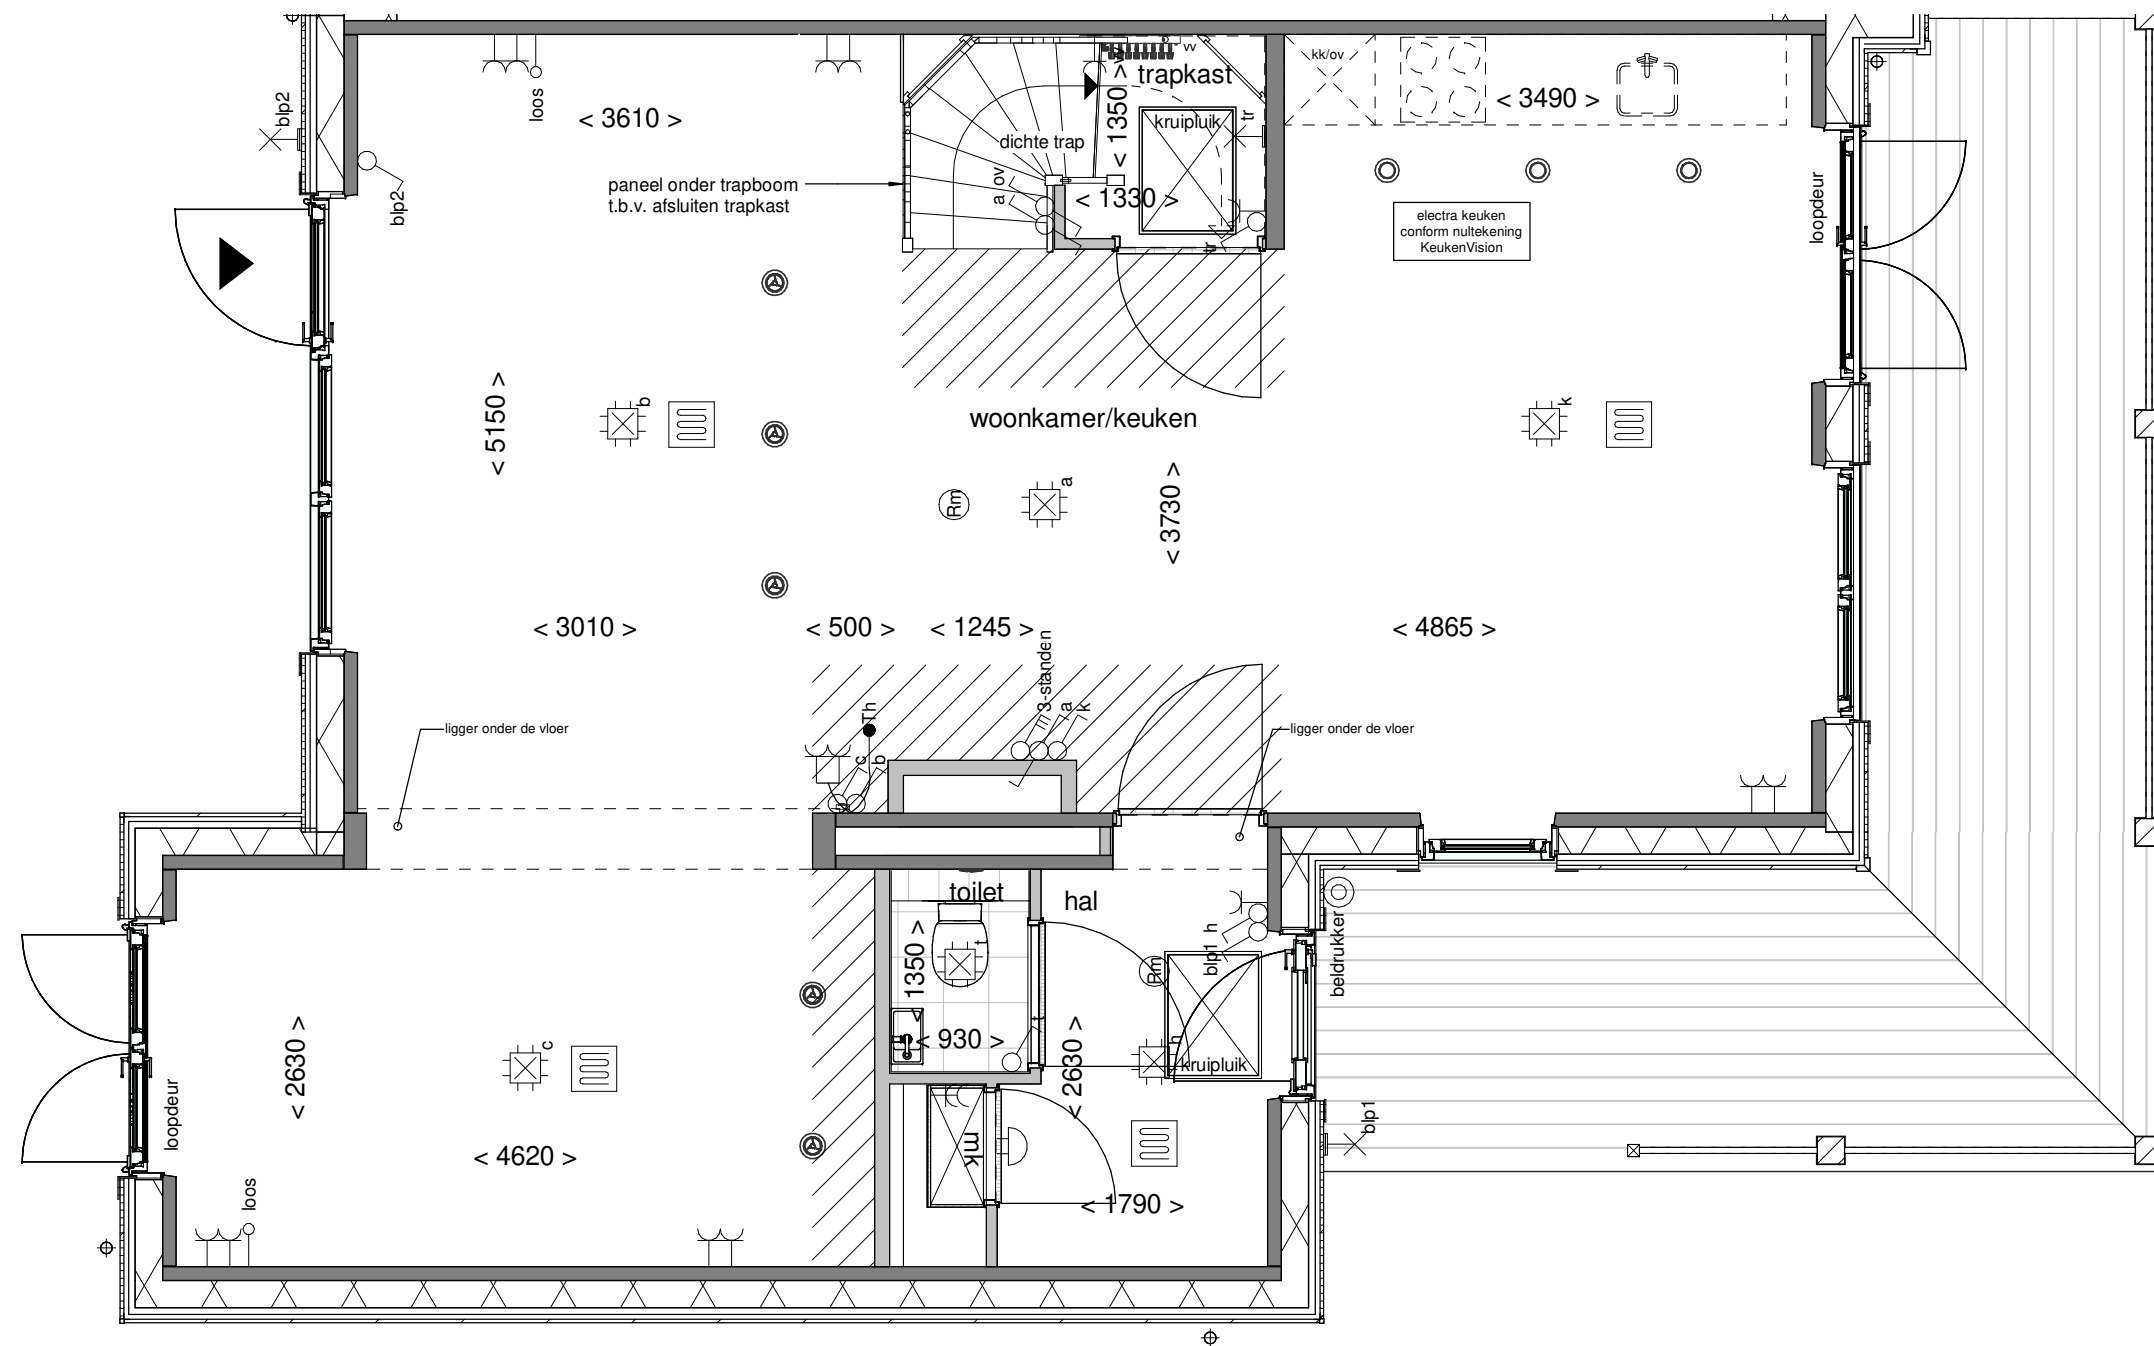 kk/ov
vv
trapkast
blp2
loos
< 3610 >
< 1350 >
kruipluik
tr
< 3490 >
dichte trap
paneel onder trapboom
t.b.v. afsluiten trapkast
blp2
a ov
< 1330 >
tr
electra keuken
conform nultekening
KeukenVision
loopdeur
< 5150 >
b
woonkamer/keuken
k
Rm
a
< 3730 >
< 3010 >
< 500 >
< 1245 >
< 4865 >
3-standen
a
k
Th
c
b
ligger onder de vloer
ligger onder de vloer
toilet
hal
t
< 1350 >
blp1 h
Rm
beldrukker
< 930 >
t
< 2630 >
h
kruipluik
< 2630 >
c
loopdeur
blp1
mk
< 4620 >
< 1790 >
loos